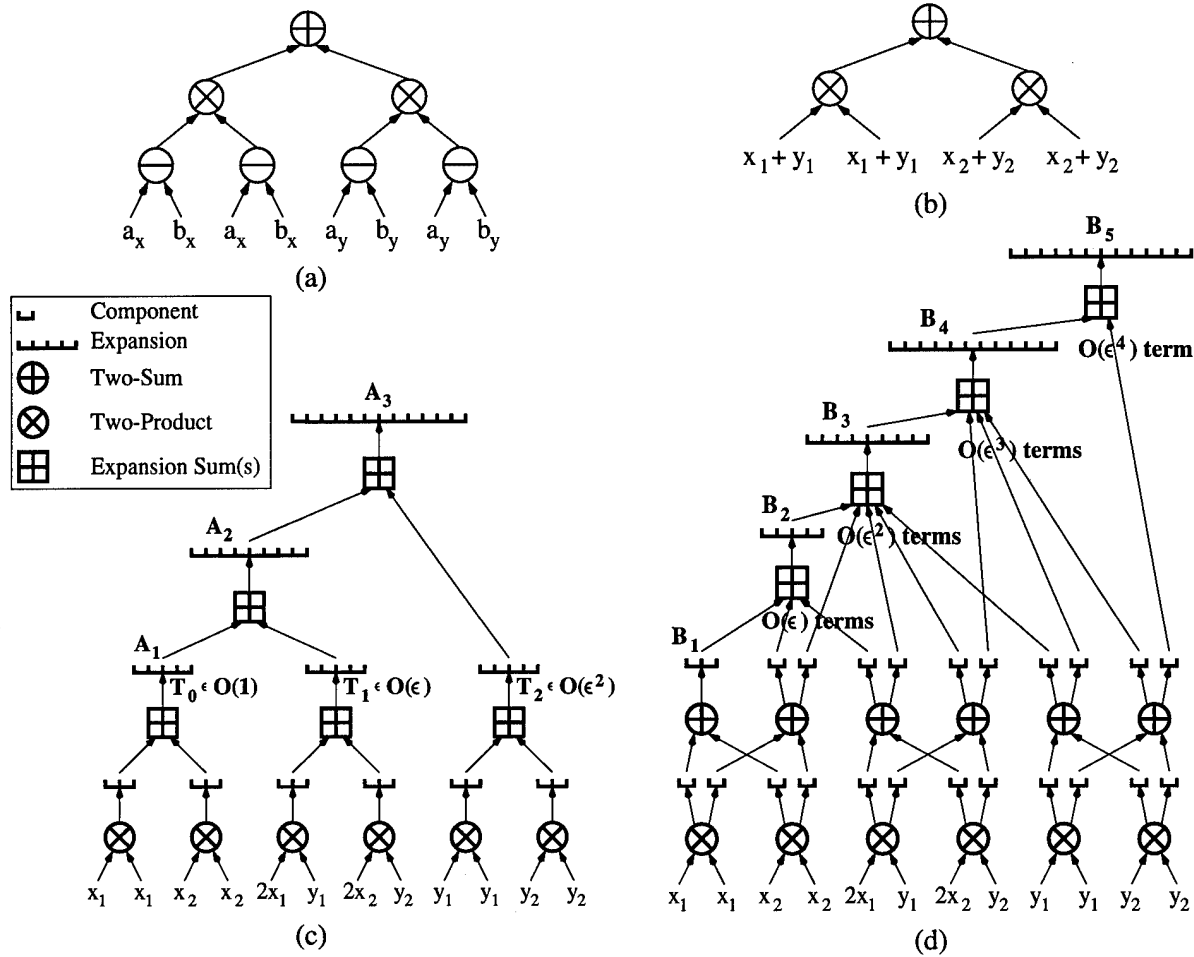 a_x b_x a_x b_x a_y b_y a_y b_y
(a)
x_1 + y_1 x_1 + y_1 x_2 + y_2 x_2 + y_2
(b)
Component
Expansion
Two-Sum
Two-Product
Expansion Sum(s)
A_3
A_2
A_1
T_0 ϵ O(1) T_1 ϵ O(ϵ) T_2 ϵ O(ϵ^2)
x_1 x_1 x_2 x_2 2x_1 y_1 2x_2 y_2 y_1 y_1 y_2 y_2
(c)
B_5
B_4
O(ϵ^4) term
B_3
O(ϵ^3) terms
B_2
O(ϵ^2) terms
O(ϵ) terms
B_1
x_1 x_1 x_2 x_2 2x_1 y_1 2x_2 y_2 y_1 y_1 y_2 y_2
(d)